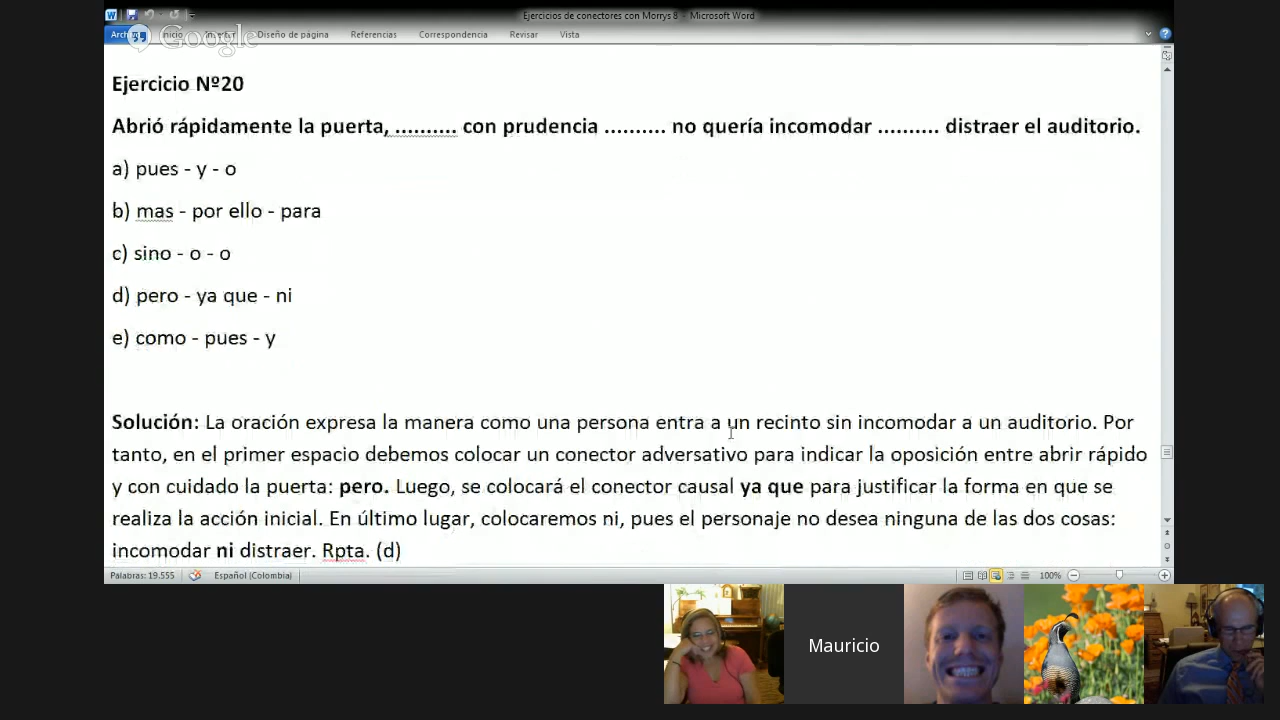 Ejercicios de conectores con Morrys 8 - Microsoft Word
Archivo Inicio Insertar Diseño de página Referencias Correspondencia Revisar Vista
Google
Ejercicio Nº20
Abrió rápidamente la puerta, .......... con prudencia .......... no quería incomodar .......... distraer el auditorio.
a) pues - y - o
b) mas - por ello - para
c) sino - o - o
d) pero - ya que - ni
e) como - pues - y
Solución: La oración expresa la manera como una persona entra a un recinto sin incomodar a un auditorio. Por
tanto, en el primer espacio debemos colocar un conector adversativo para indicar la oposición entre abrir rápido
y con cuidado la puerta: pero. Luego, se colocará el conector causal ya que para justificar la forma en que se
realiza la acción inicial. En último lugar, colocaremos ni, pues el personaje no desea ninguna de las dos cosas:
incomodar ni distraer. Rpta. (d)
Palabras: 19.555 Español (Colombia) 100%
Mauricio